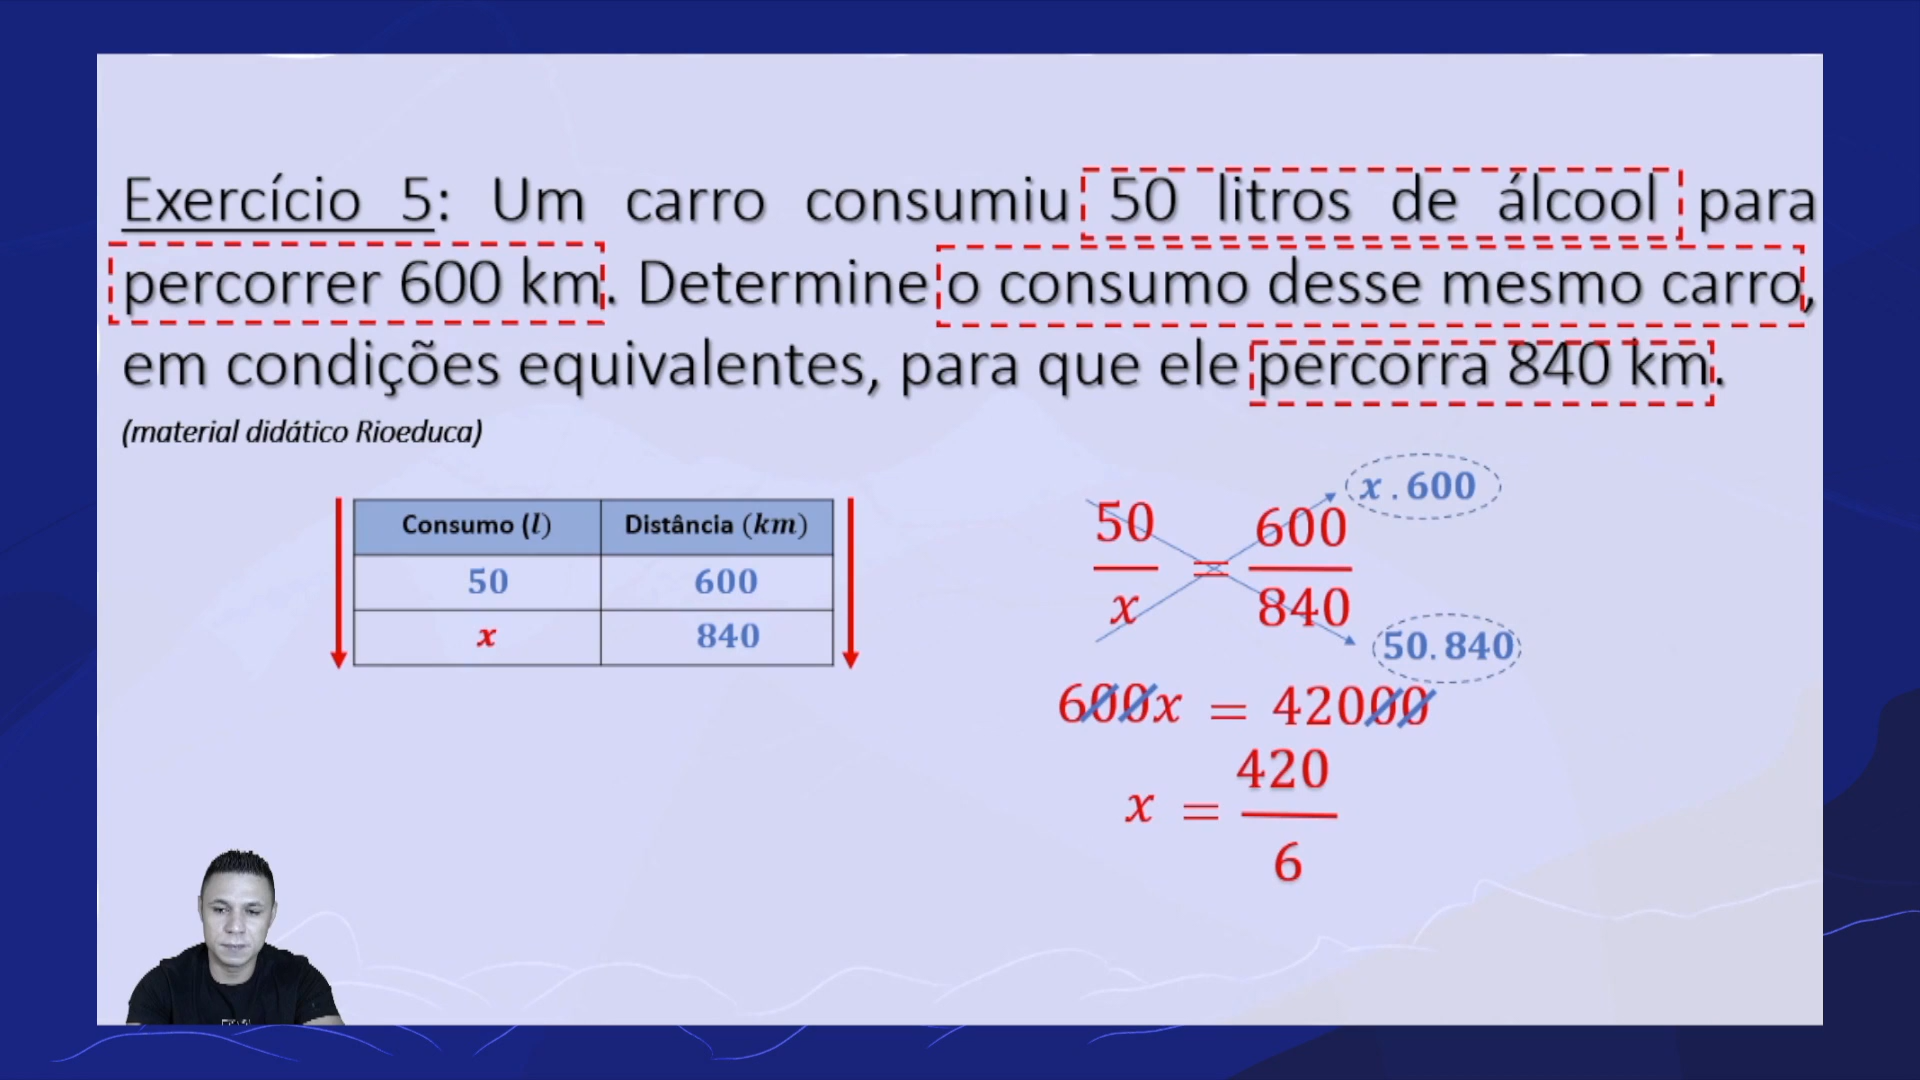 Exercício 5: Um carro consumiu 50 litros de álcool para
percorrer 600 km. Determine o consumo desse mesmo carro,
em condições equivalentes, para que ele percorra 840 km.
(material didático Rioeduca)
Consumo (l) Distância (km)
50 600
x 840
50/x = 600/840
x . 600
50. 840
600x = 42000
x = 420/6